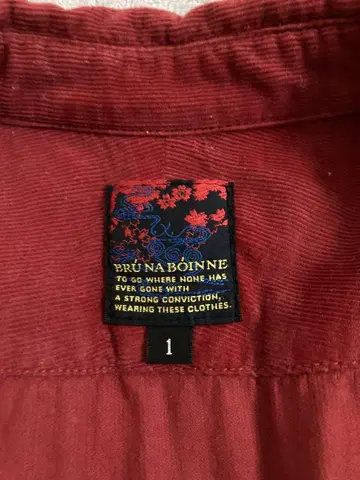 BRÚ NA BÓINNE
TO GO WHERE NONE HAS
EVER GONE WITH
A STRONG CONVICTION,
WEARING THESE CLOTHES.
1